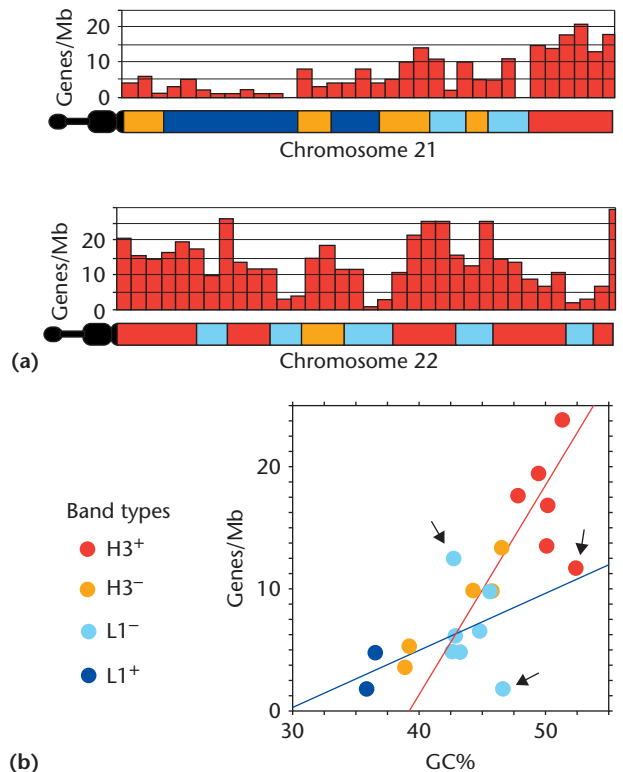 Genes/Mb
20
10
0
Chromosome 21
Genes/Mb
20
10
0
(a)
Chromosome 22
Band types
H3+
H3−
L1−
L1+
Genes/Mb
20
10
0
30
40
50
GC%
(b)